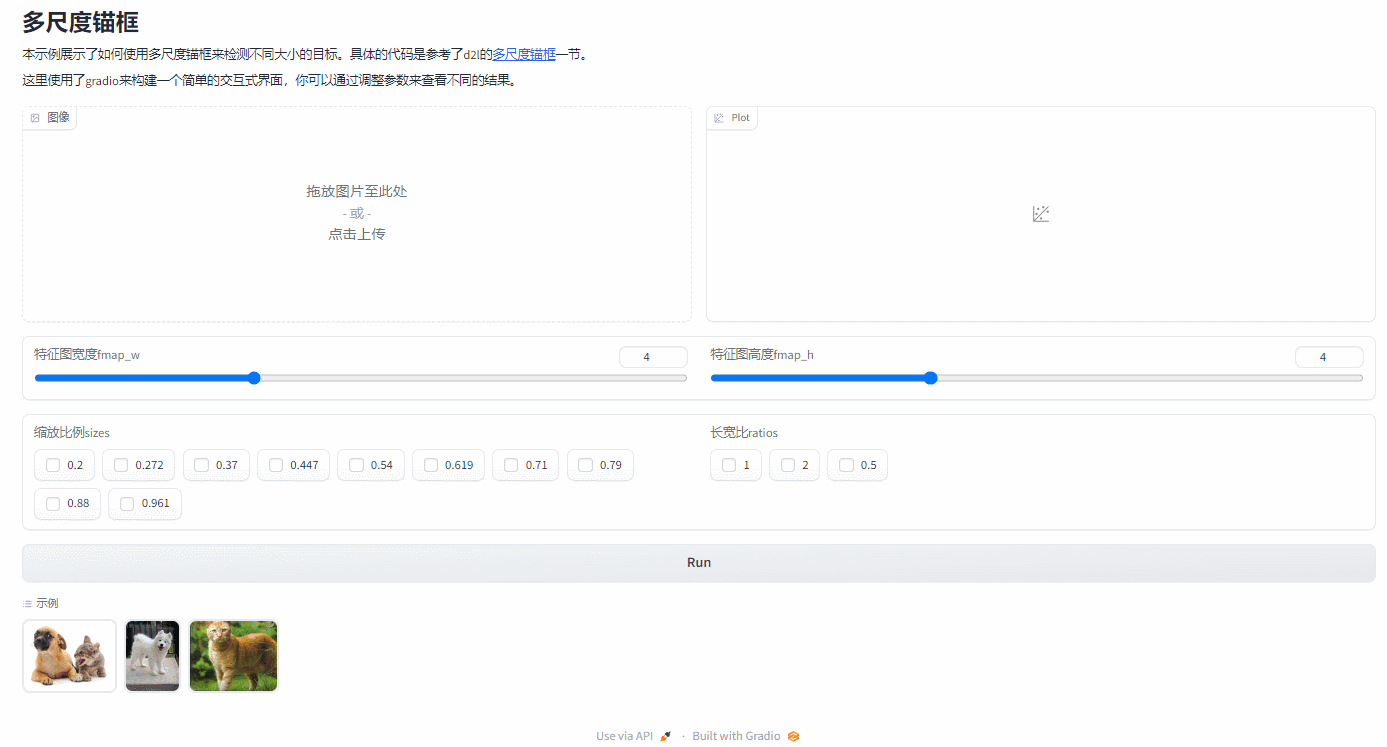 多尺度锚框
本示例展示了如何使用多尺度锚框来检测不同大小的目标。具体的代码是参考了d2l的多尺度锚框一节。
这里使用了gradio来构建一个简单的交互式界面，你可以通过调整参数来查看不同的结果。
图像
Plot
拖放图片至此处
- 或 -
点击上传
特征图宽度fmap_w
4
特征图高度fmap_h
4
缩放比例sizes
0.2 0.272 0.37 0.447 0.54 0.619 0.71 0.79
0.88 0.961
长宽比ratios
1 2 0.5
Run
示例
Use via API · Built with Gradio